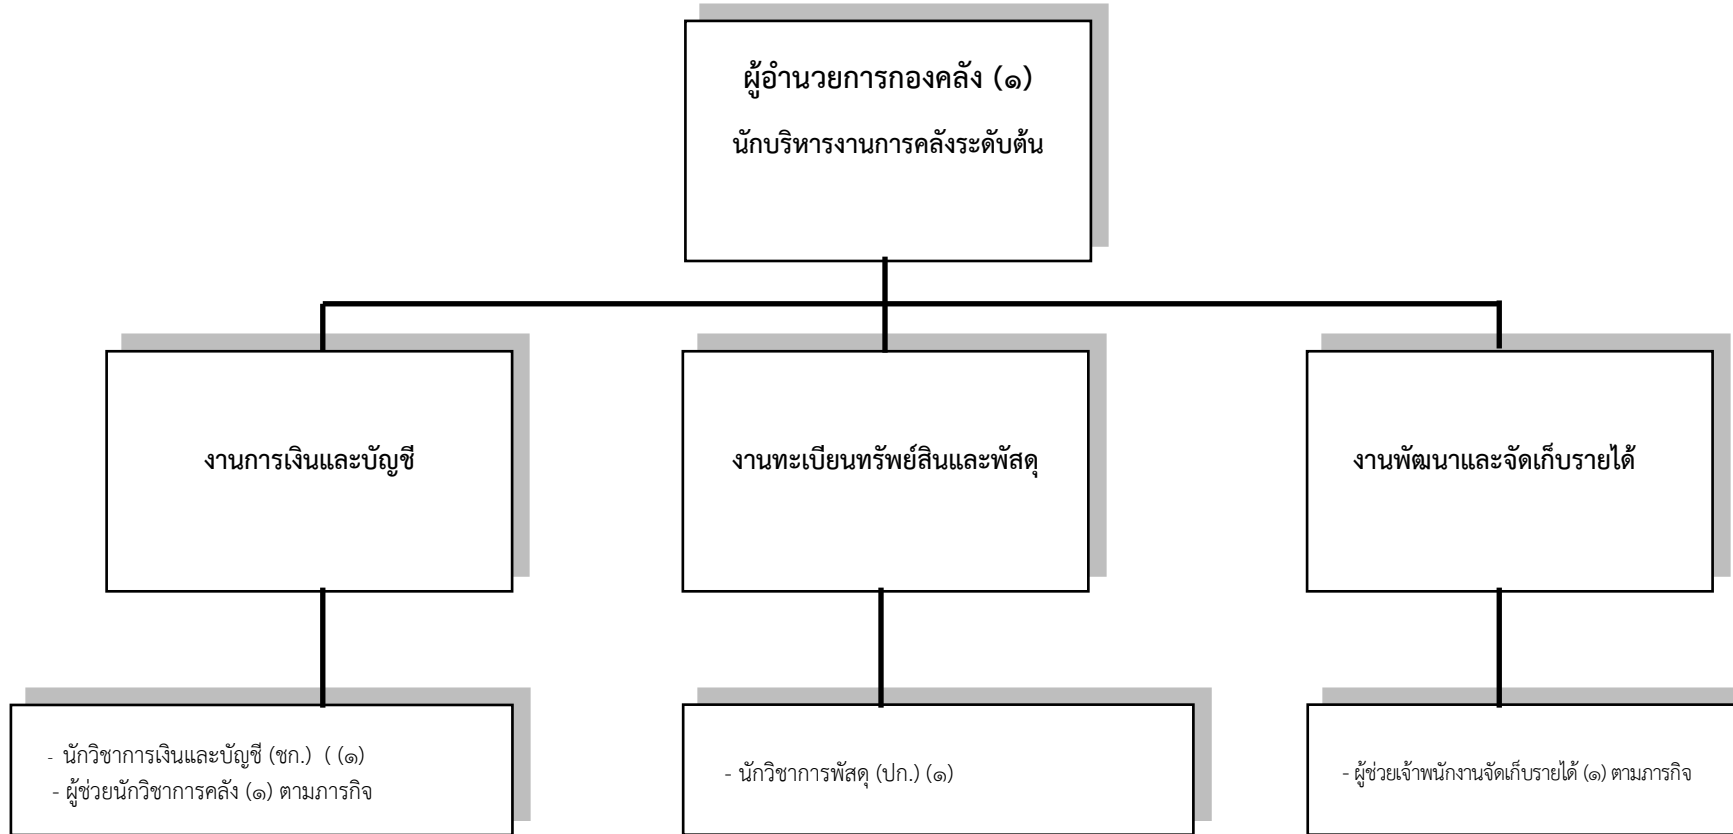 ผู้อำนวยการกองคลัง (๑)
นักบริหารงานการคลังระดับต้น
งานการเงินและบัญชี
งานทะเบียนทรัพย์สินและพัสดุ
งานพัฒนาและจัดเก็บรายได้
- นักวิชาการเงินและบัญชี (ชก.) ( (๑)
- ผู้ช่วยนักวิชาการคลัง (๑) ตามภารกิจ
- นักวิชาการพัสดุ (ปก.) (๑)
- ผู้ช่วยเจ้าพนักงานจัดเก็บรายได้ (๑) ตามภารกิจ